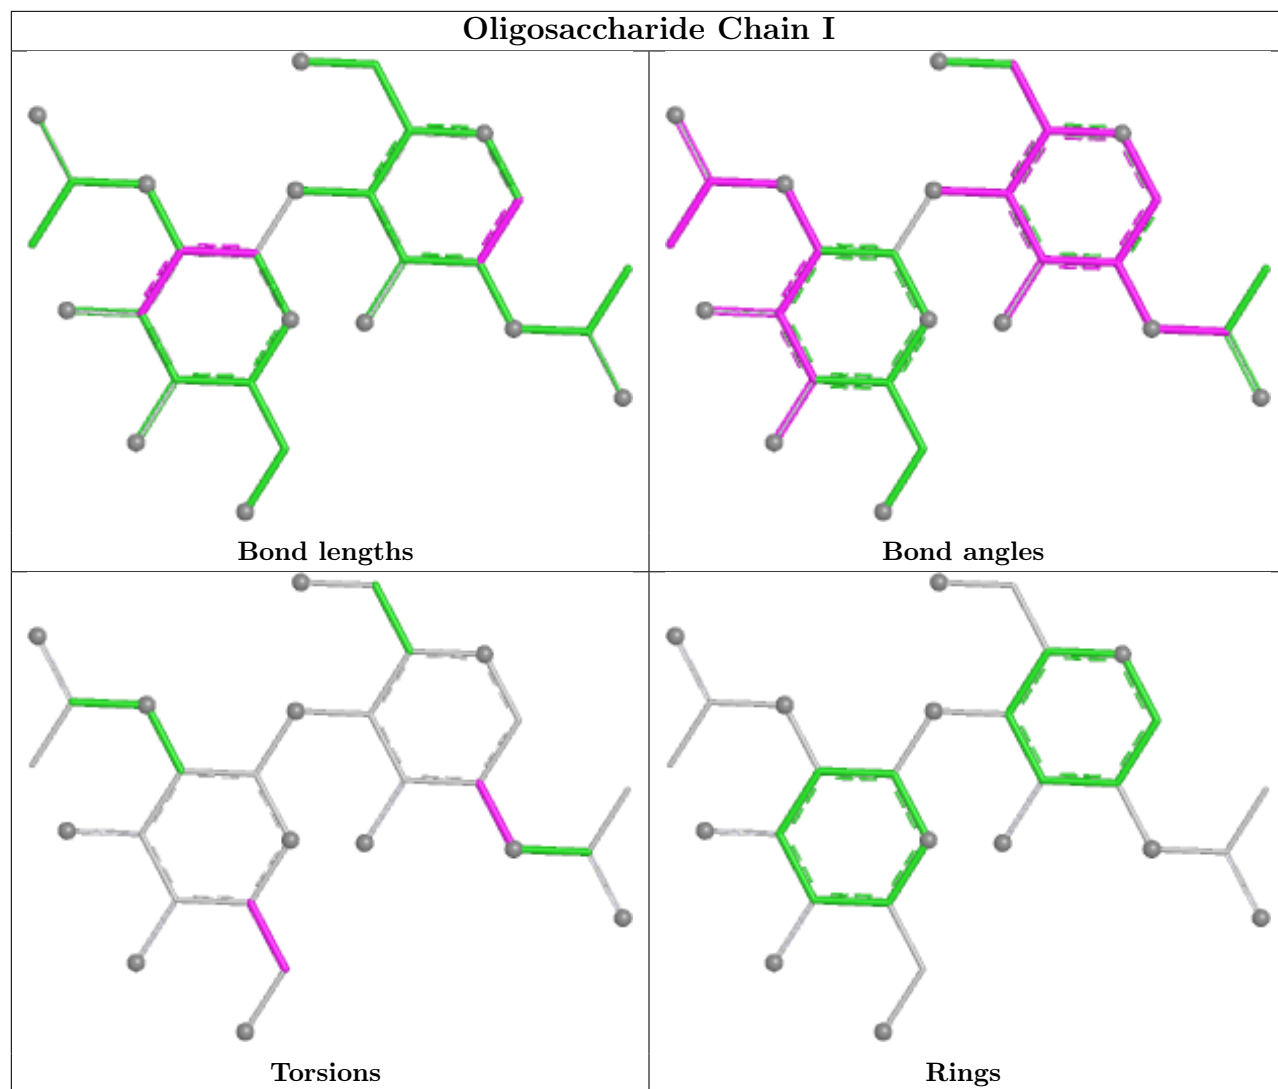 Oligosaccharide Chain I
Bond lengths
Bond angles
Torsions
Rings